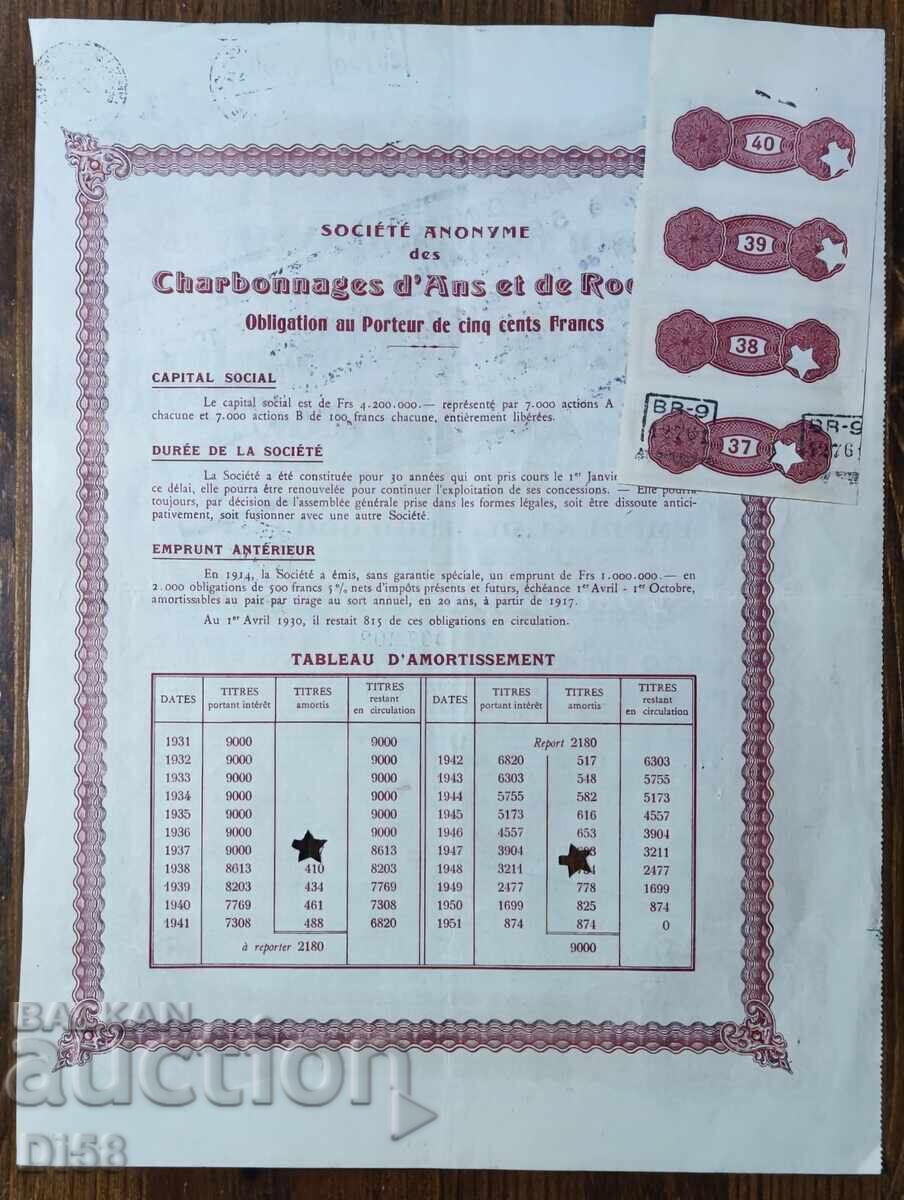 SOCIÉTÉ ANONYME
des
Charbonnages d'Ans et de
Obligation au Porteur de cinq cents Francs
CAPITAL SOCIAL
Le capital social est de Frs 4.200.000.— représenté par 7.000 actions A
chacune et 7.000 actions B de 100 francs chacune, entièrement libérées.
DURÉE DE LA SOCIÉTÉ
La Société a été constituée pour 30 années qui ont pris cours le 1er Janvi
ce délai, elle pourra être renouvelée pour continuer l'exploitation de ses concessions. — Elle pourra
toujours, par décision de l'assemblée générale prise dans les formes légales, soit être dissoute antici-
pativement, soit fusionner avec une autre Société.
EMPRUNT ANTÉRIEUR
En 1914, la Société a émis, sans garantie spéciale, un emprunt de Frs 1.000.000.— en
2.000 obligations de 500 francs 5% nets d'impôts présents et futurs, échéance 1er Avril - 1er Octobre,
amortissables au pair par tirage au sort annuel, en 20 ans, à partir de 1917.
Au 1er Avril 1930, il restait 815 de ces obligations en circulation.
TABLEAU D'AMORTISSEMENT
DATES TITRES portant intérêt TITRES amortis TITRES restant en circulation DATES TITRES portant intérêt TITRES amortis TITRES restant en circulation
1931 9000 9000 Report 2180
1932 9000 9000 1942 6820 517 6303
1933 9000 9000 1943 6303 548 5755
1934 9000 9000 1944 5755 582 5173
1935 9000 9000 1945 5173 616 4557
1936 9000 9000 1946 4557 653 3904
1937 9000 8613 1947 3904 3211
1938 8613 410 8203 1948 3211 2477
1939 8203 434 7769 1949 2477 778 1699
1940 7769 461 7308 1950 1699 825 874
1941 7308 488 6820 1951 874 874 0
à reporter 2180 9000
40
39
38
BR-9 BR-9
37
2761
BALKAN
auction
Di58